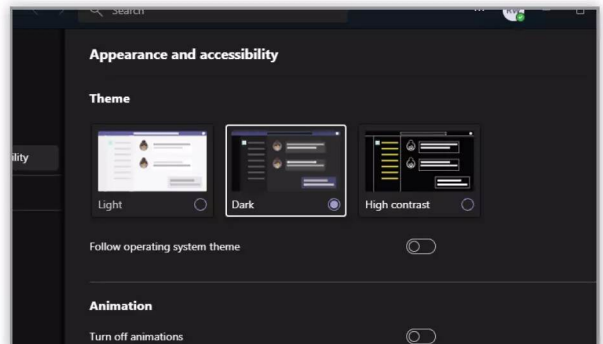 Search
Appearance and accessibility
Theme
ility
Light
Dark
High contrast
Follow operating system theme
Animation
Turn off animations